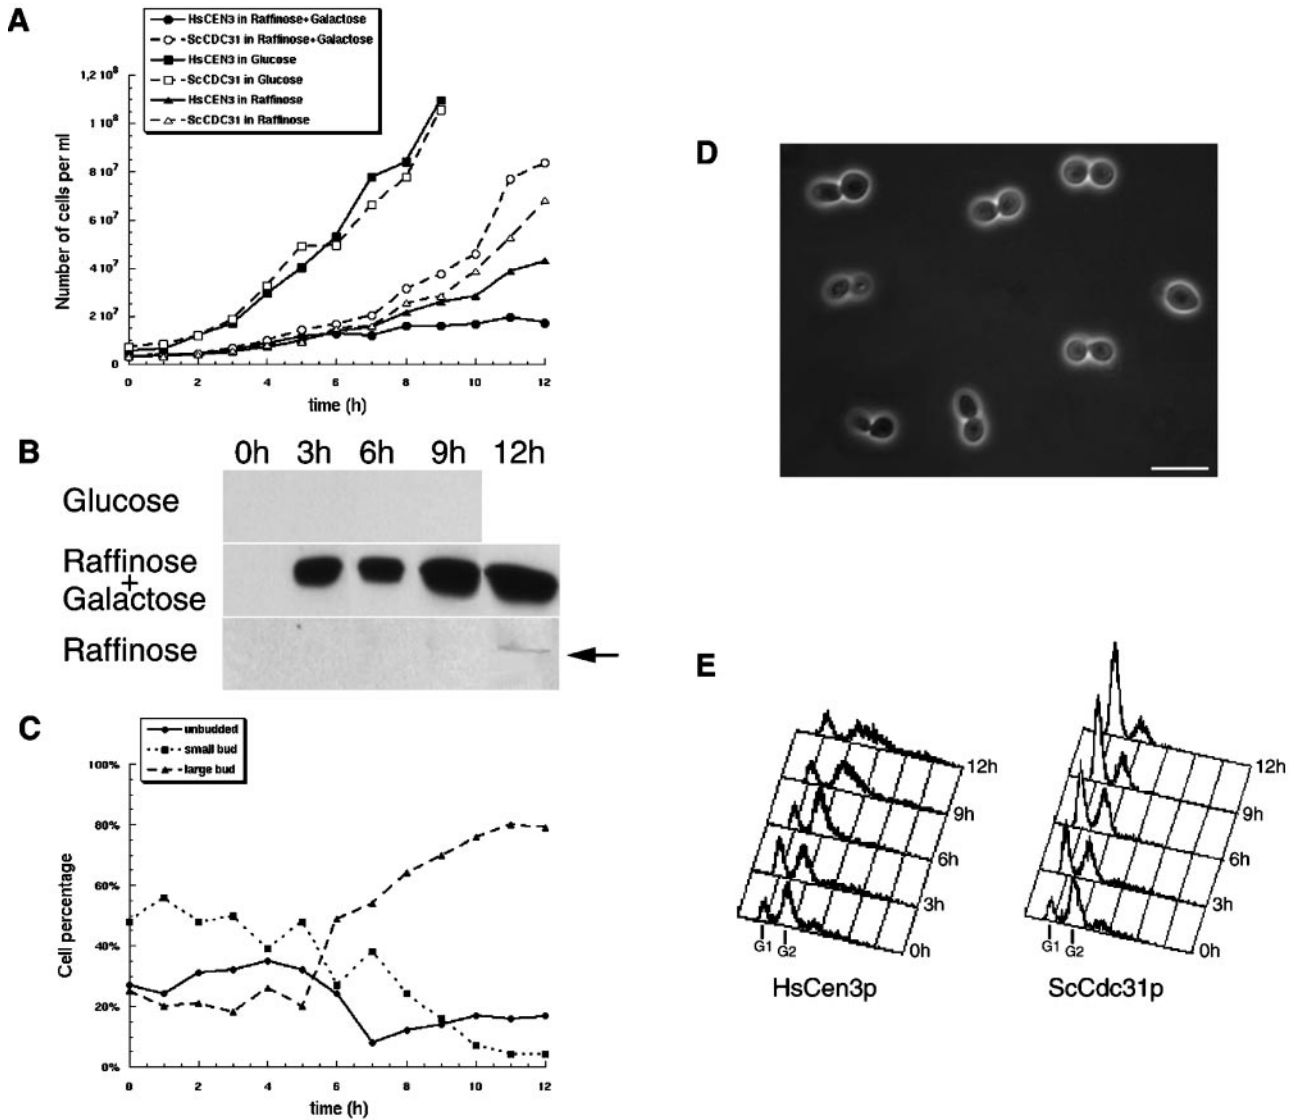 A
HsCEN3 in Raffinose+Galactose
ScCDC31 in Raffinose+Galactose
HsCEN3 in Glucose
ScCDC31 in Glucose
HsCEN3 in Raffinose
ScCDC31 in Raffinose
1,2 10⁸
1 10⁸
8 10⁷
6 10⁷
4 10⁷
2 10⁷
0
Number of cells per ml
0 2 4 6 8 10 12
time (h)
B
0h 3h 6h 9h 12h
Glucose
Raffinose
+
Galactose
Raffinose
C
unbudded
small bud
large bud
100%
80%
60%
40%
20%
0%
Cell percentage
0 2 4 6 8 10 12
time (h)
D
E
12h
9h
6h
3h
0h
G1 G2
HsCen3p
12h
9h
6h
3h
0h
G1 G2
ScCdc31p